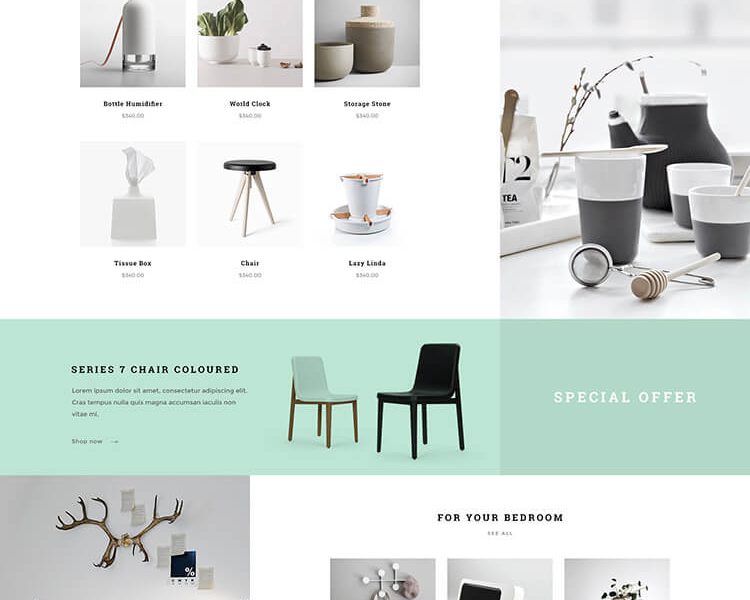 Bottle Humidifier
World Clock
Storage Stone
$340.00
$340.00
$340.00
T2
TEA
Tissue Box
Chair
Lazy Linda
$340.00
$340.00
$340.00
SERIES 7 CHAIR COLOURED
Lorem ipsum dolor sit amet, consectetur adipiscing elit.
Cras tempus nulla quis magna accumsan iaculis non
vitae mi.
Shop now
SPECIAL OFFER
FOR YOUR BEDROOM
SEE ALL
%